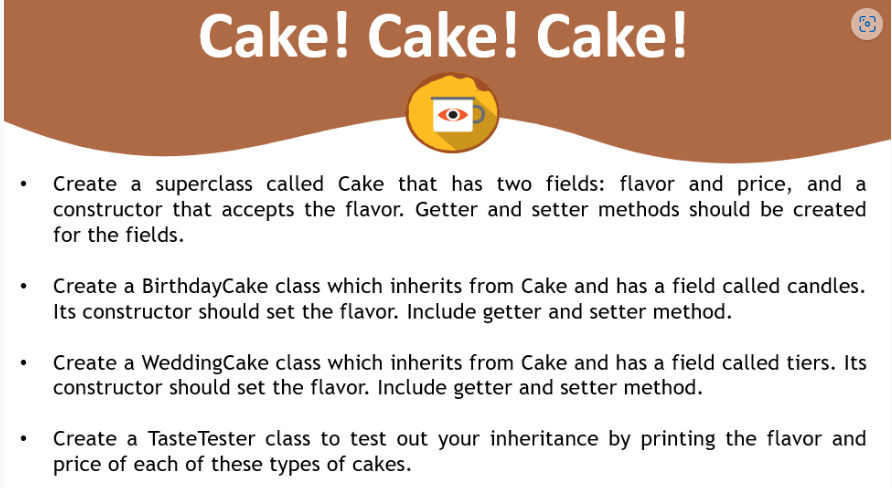 Cake! Cake! Cake!
• Create a superclass called Cake that has two fields: flavor and price, and a
constructor that accepts the flavor. Getter and setter methods should be created
for the fields.
• Create a BirthdayCake class which inherits from Cake and has a field called candles.
Its constructor should set the flavor. Include getter and setter method.
• Create a WeddingCake class which inherits from Cake and has a field called tiers. Its
constructor should set the flavor. Include getter and setter method.
• Create a TasteTester class to test out your inheritance by printing the flavor and
price of each of these types of cakes.